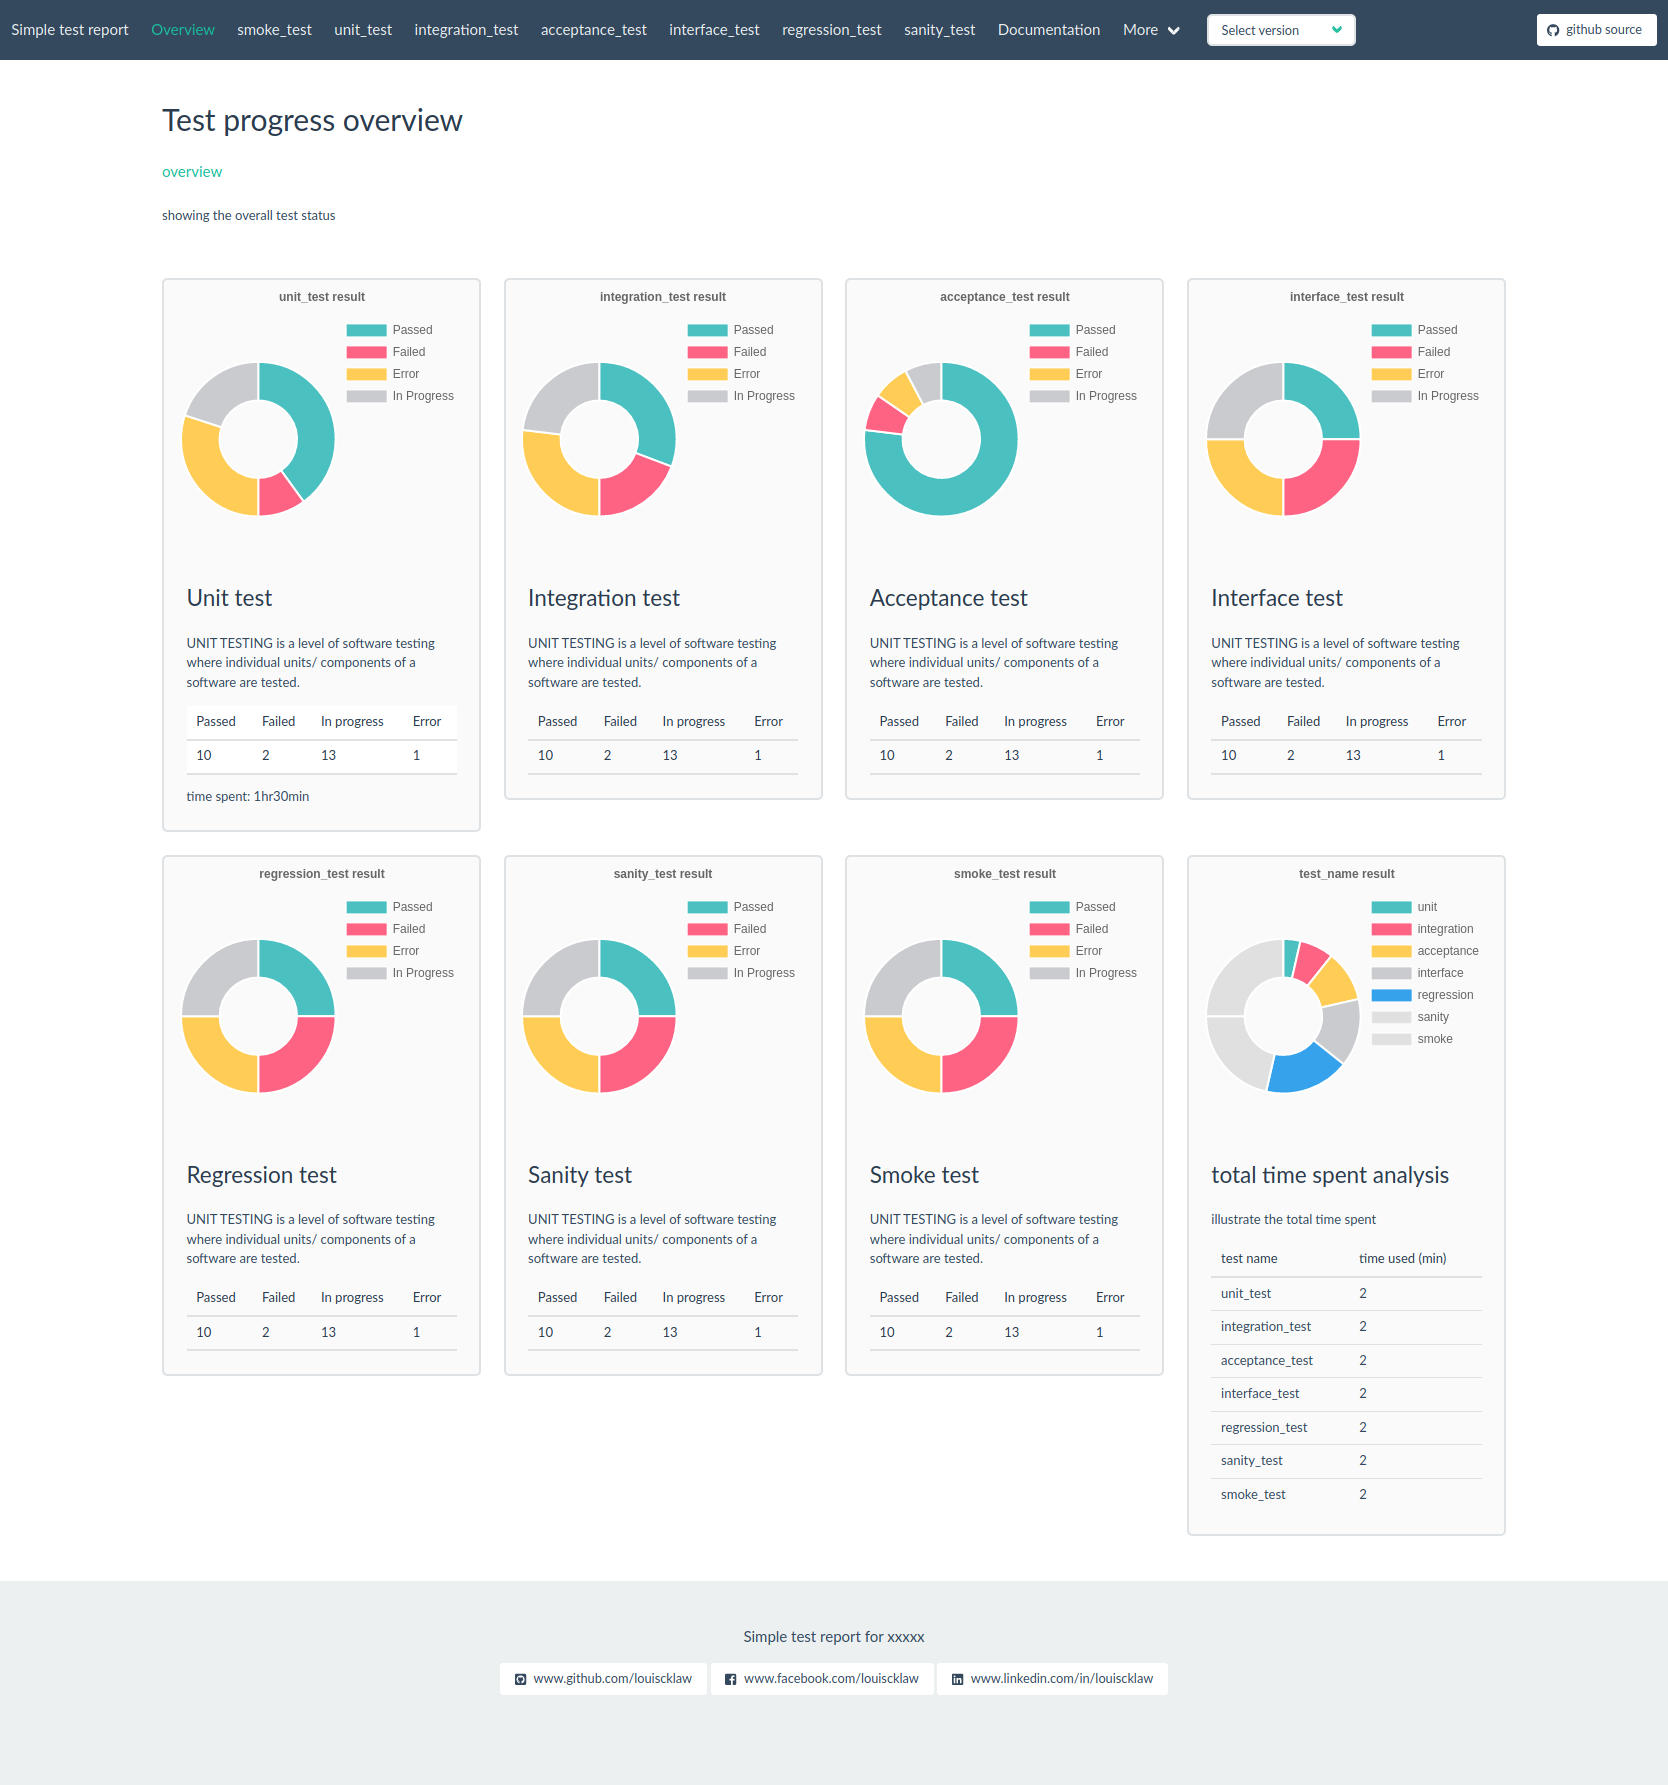 Simple test report Overview smoke_test unit_test integration_test acceptance_test interface_test regression_test sanity_test Documentation More Select version github source
Test progress overview
overview
showing the overall test status
unit_test result
Passed
Failed
Error
In Progress
Unit test
UNIT TESTING is a level of software testing
where individual units/ components of a
software are tested.
Passed Failed In progress Error
10 2 13 1
time spent: 1hr30min
integration_test result
Passed
Failed
Error
In Progress
Integration test
UNIT TESTING is a level of software testing
where individual units/ components of a
software are tested.
Passed Failed In progress Error
10 2 13 1
acceptance_test result
Passed
Failed
Error
In Progress
Acceptance test
UNIT TESTING is a level of software testing
where individual units/ components of a
software are tested.
Passed Failed In progress Error
10 2 13 1
interface_test result
Passed
Failed
Error
In Progress
Interface test
UNIT TESTING is a level of software testing
where individual units/ components of a
software are tested.
Passed Failed In progress Error
10 2 13 1
regression_test result
Passed
Failed
Error
In Progress
Regression test
UNIT TESTING is a level of software testing
where individual units/ components of a
software are tested.
Passed Failed In progress Error
10 2 13 1
sanity_test result
Passed
Failed
Error
In Progress
Sanity test
UNIT TESTING is a level of software testing
where individual units/ components of a
software are tested.
Passed Failed In progress Error
10 2 13 1
smoke_test result
Passed
Failed
Error
In Progress
Smoke test
UNIT TESTING is a level of software testing
where individual units/ components of a
software are tested.
Passed Failed In progress Error
10 2 13 1
test_name result
unit
integration
acceptance
interface
regression
sanity
smoke
total time spent analysis
illustrate the total time spent
test name time used (min)
unit_test 2
integration_test 2
acceptance_test 2
interface_test 2
regression_test 2
sanity_test 2
smoke_test 2
Simple test report for xxxxx
www.github.com/louiscklaw www.facebook.com/louiscklaw www.linkedin.com/in/louiscklaw